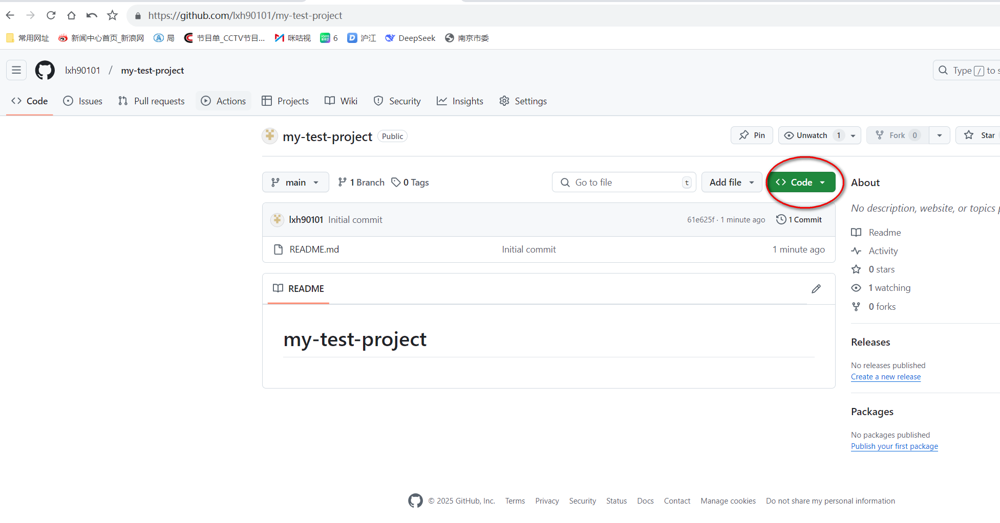 https://github.com/lxh90101/my-test-project
常用网址 新闻中心首页_新浪网 局 节目单_CCTV节目... 咪咕视 6 沪江 DeepSeek 南京市委
lxh90101 / my-test-project
Type / to s
Code Issues Pull requests Actions Projects Wiki Security Insights Settings
my-test-project Public
Pin Unwatch 1 Fork 0 Star
main 1 Branch 0 Tags Go to file t Add file Code
About
No description, website, or topics p
lxh90101 Initial commit 61e625f · 1 minute ago 1 Commit
README.md Initial commit 1 minute ago
Readme
Activity
0 stars
1 watching
0 forks
README
my-test-project
Releases
No releases published
Create a new release
Packages
No packages published
Publish your first package
© 2025 GitHub, Inc. Terms Privacy Security Status Docs Contact Manage cookies Do not share my personal information